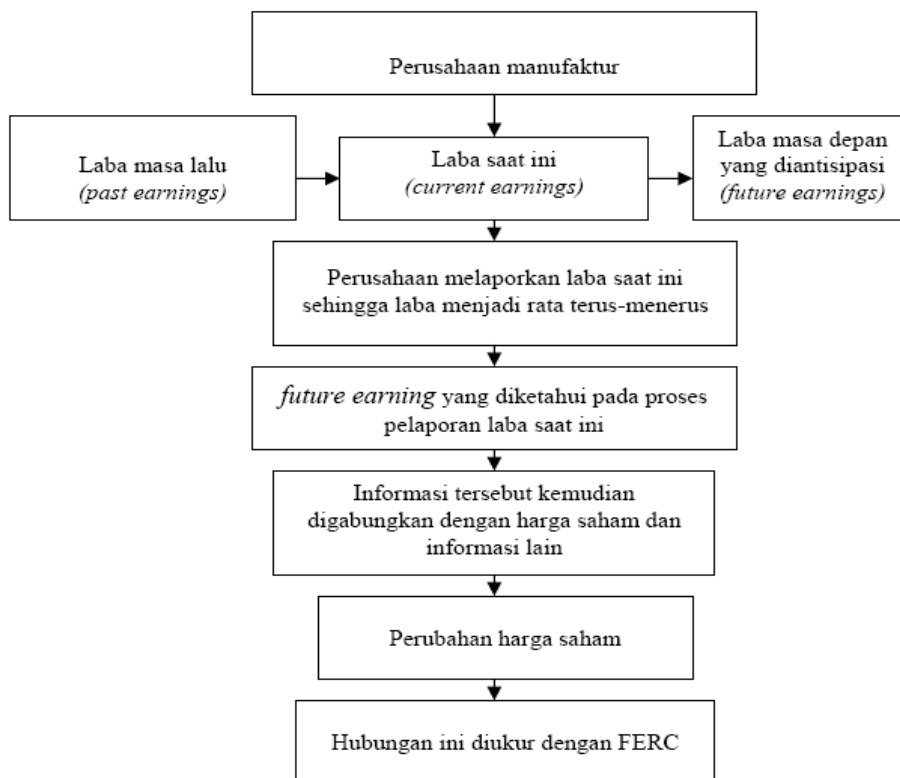 Perusahaan manufaktur
Laba masa lalu
(past earnings)
Laba saat ini
(current earnings)
Laba masa depan
yang diantisipasi
(future earnings)
Perusahaan melaporkan laba saat ini
sehingga laba menjadi rata terus-menerus
future earning yang diketahui pada proses
pelaporan laba saat ini
Informasi tersebut kemudian
digabungkan dengan harga saham dan
informasi lain
Perubahan harga saham
Hubungan ini diukur dengan FERC